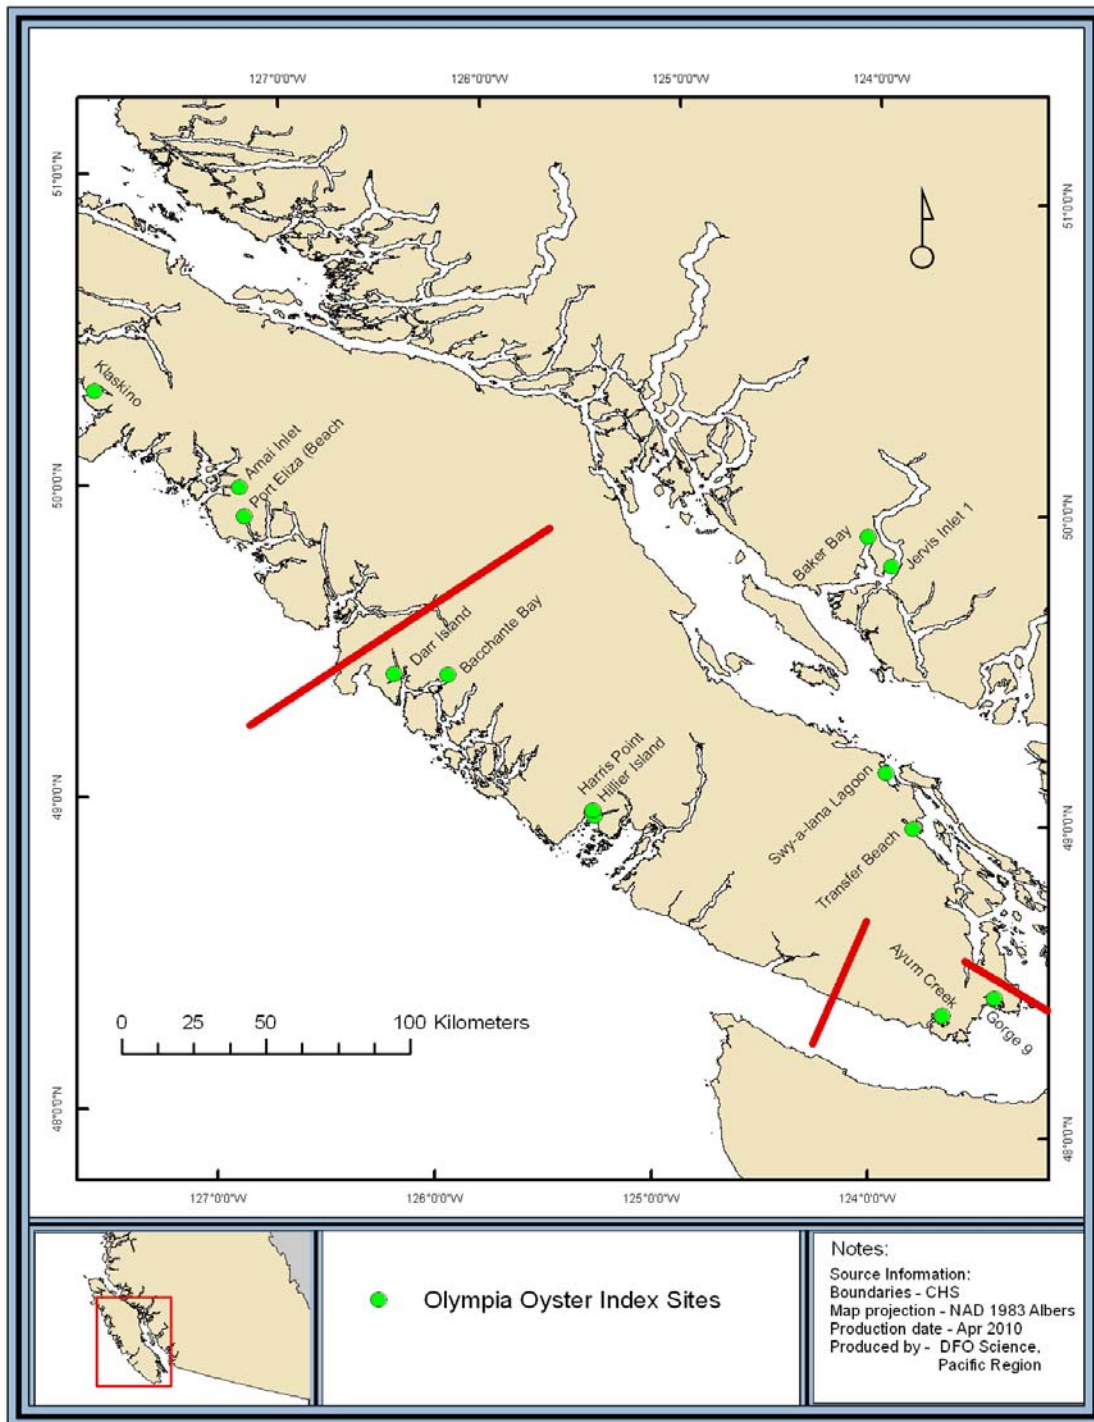 127°0'0"W 126°0'0"W 125°0'0"W 124°0'0"W
51°0'0"N
51°0'0"N
Klaskino
Amai Inlet
Port Eliza (Beach
50°0'0"N
50°0'0"N
Baker Bay
Jervis Inlet 1
Darr Island
Bacchante Bay
Harris Point
Hillier Island
49°0'0"N
49°0'0"N
Swy-a-lana Lagoon
Transfer Beach
Ayum Creek
Gorge 9
0 25 50 100 Kilometers
48°0'0"N
48°0'0"N
127°0'0"W 126°0'0"W 125°0'0"W 124°0'0"W
Olympia Oyster Index Sites
Notes:
Source Information:
Boundaries - CHS
Map projection - NAD 1983 Albers
Production date - Apr 2010
Produced by - DFO Science,
Pacific Region